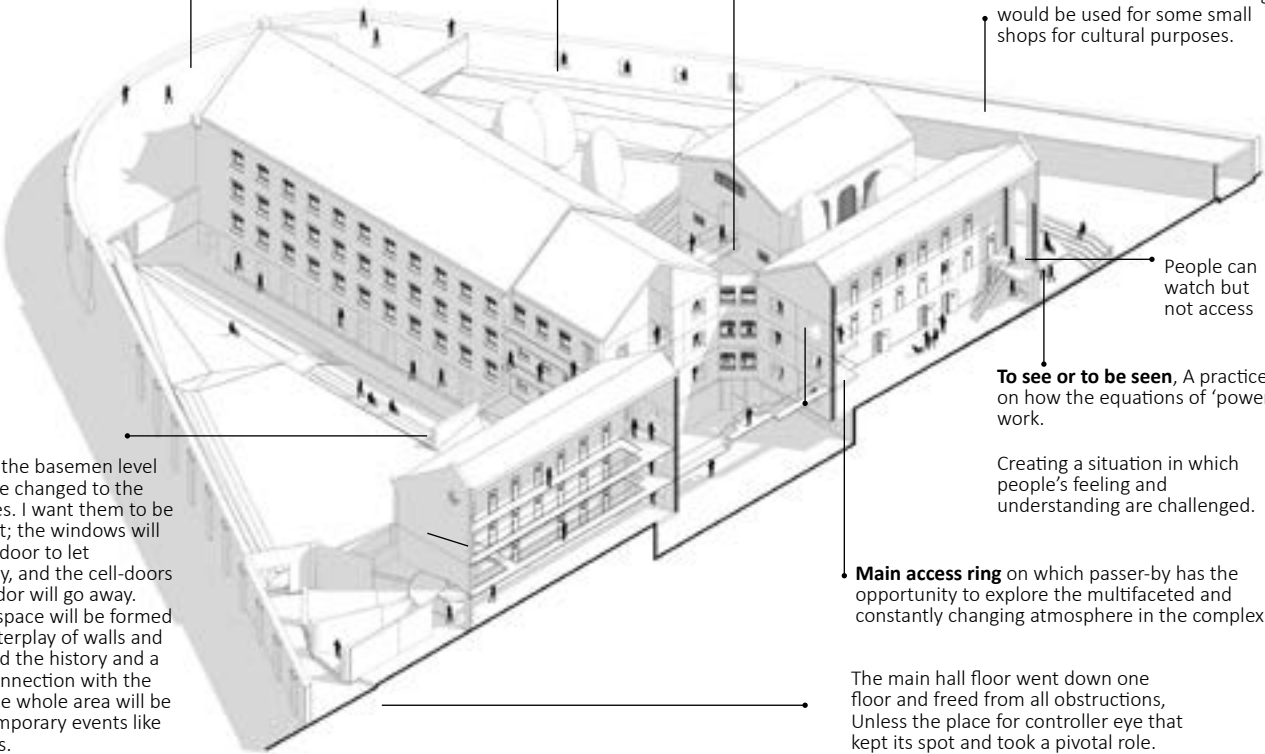 would be used for some small
shops for cultural purposes.
People can
watch but
not access
To see or to be seen, A practice
on how the equations of ‘power
work.
Creating a situation in which
people’s feeling and
understanding are challenged.
Main access ring on which passer-by has the
opportunity to explore the multifaceted and
constantly changing atmosphere in the complex
The main hall floor went down one
floor and freed from all obstructions,
Unless the place for controller eye that
kept its spot and took a pivotal role.
the basemen level
e changed to the
es. I want them to be
t; the windows will
door to let
y, and the cell-doors
dor will go away.
space will be formed
terplay of walls and
d the history and a
nnection with the
e whole area will be
mporary events like
s.